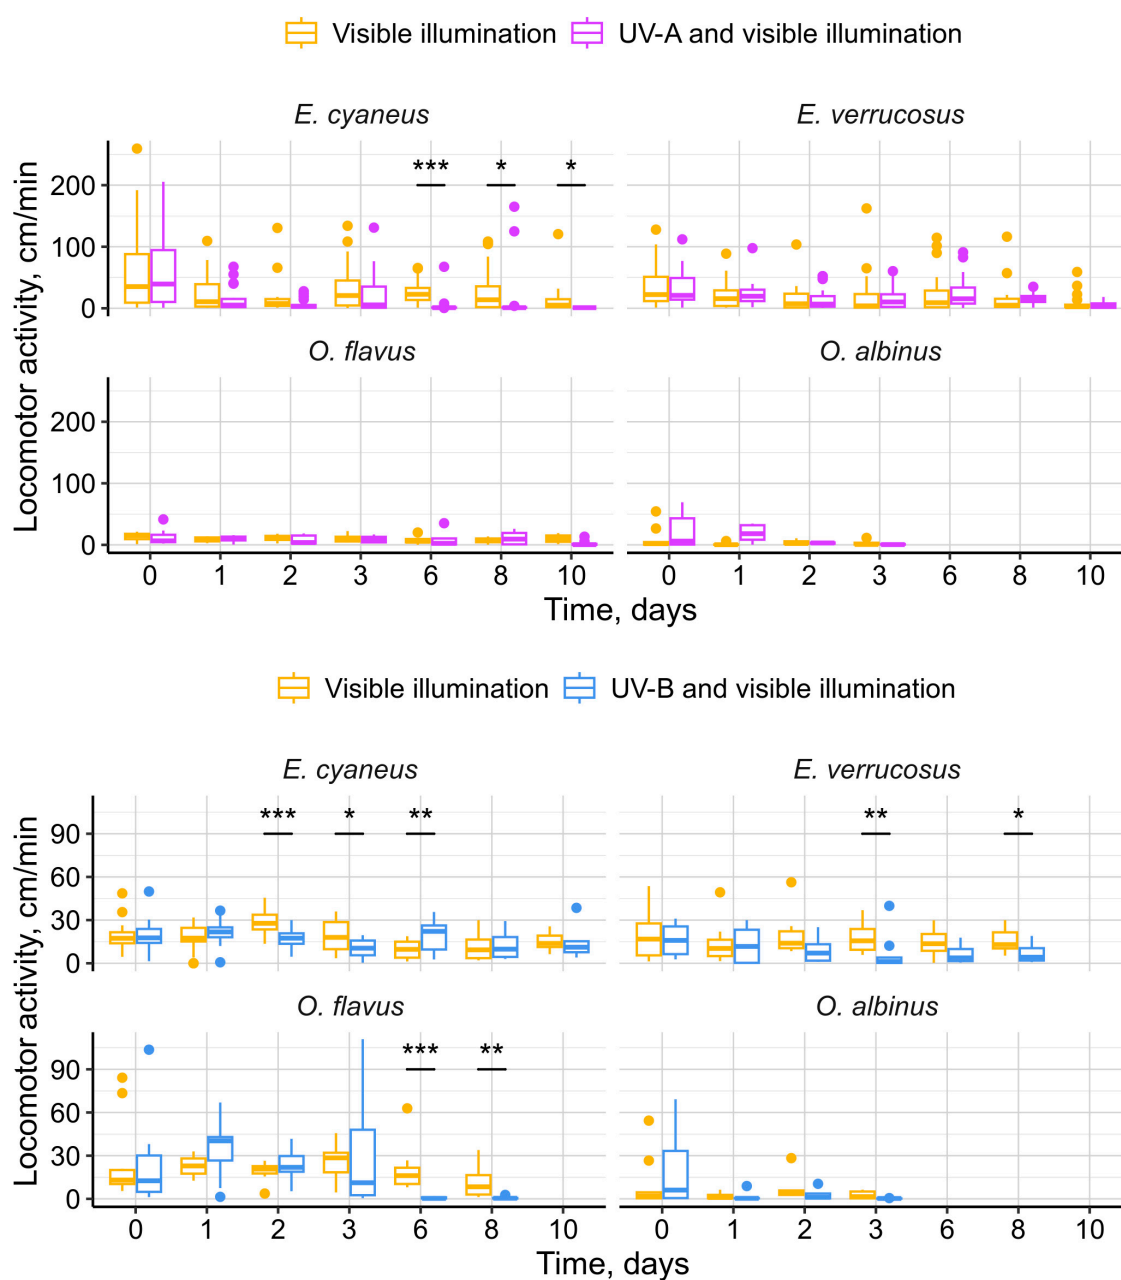 Visible illumination UV-A and visible illumination
E. cyaneus E. verrucosus
*** * *
200
100
0
O. flavus O. albinus
200
100
0
0 1 2 3 6 8 10 0 1 2 3 6 8 10
Time, days
Locomotor activity, cm/min
Visible illumination UV-B and visible illumination
E. cyaneus E. verrucosus
*** * ** ** *
90
60
30
0
O. flavus O. albinus
*** **
90
60
30
0
0 1 2 3 6 8 10 0 1 2 3 6 8 10
Time, days
Locomotor activity, cm/min